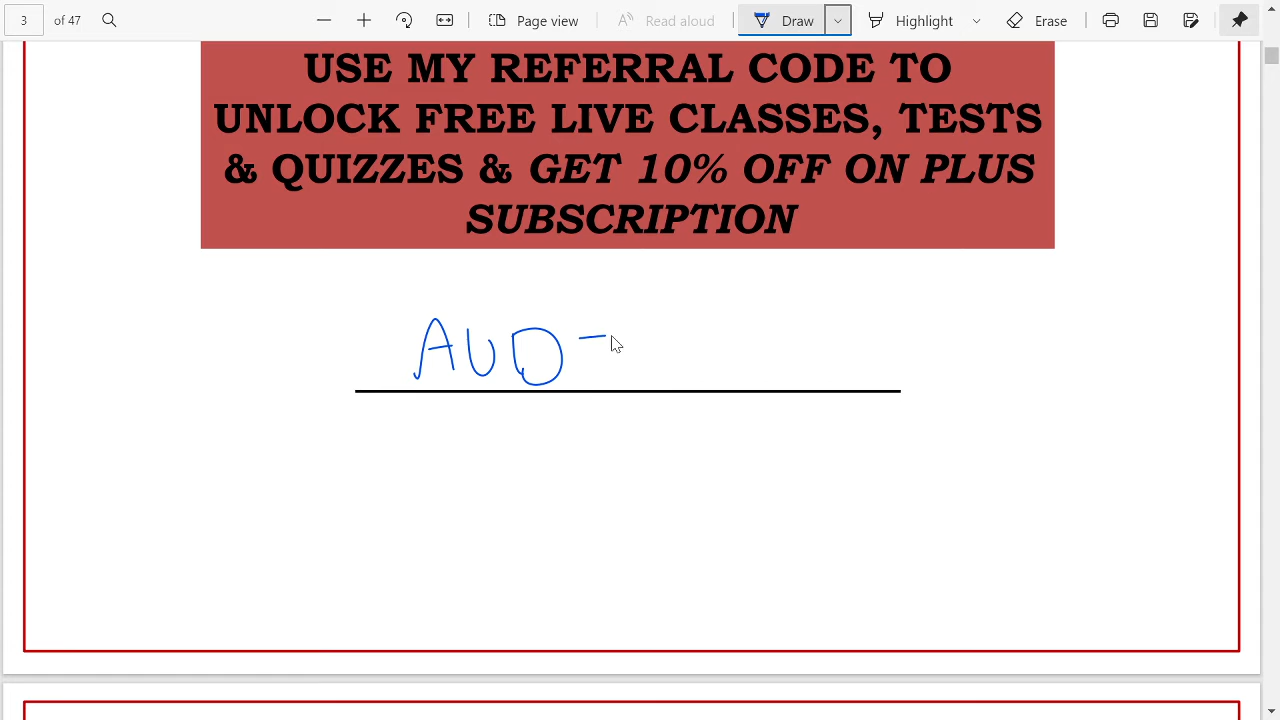 3 of 47 Page view Read aloud Draw Highlight Erase
USE MY REFERRAL CODE TO
UNLOCK FREE LIVE CLASSES, TESTS
& QUIZZES & GET 10% OFF ON PLUS
SUBSCRIPTION
AUD